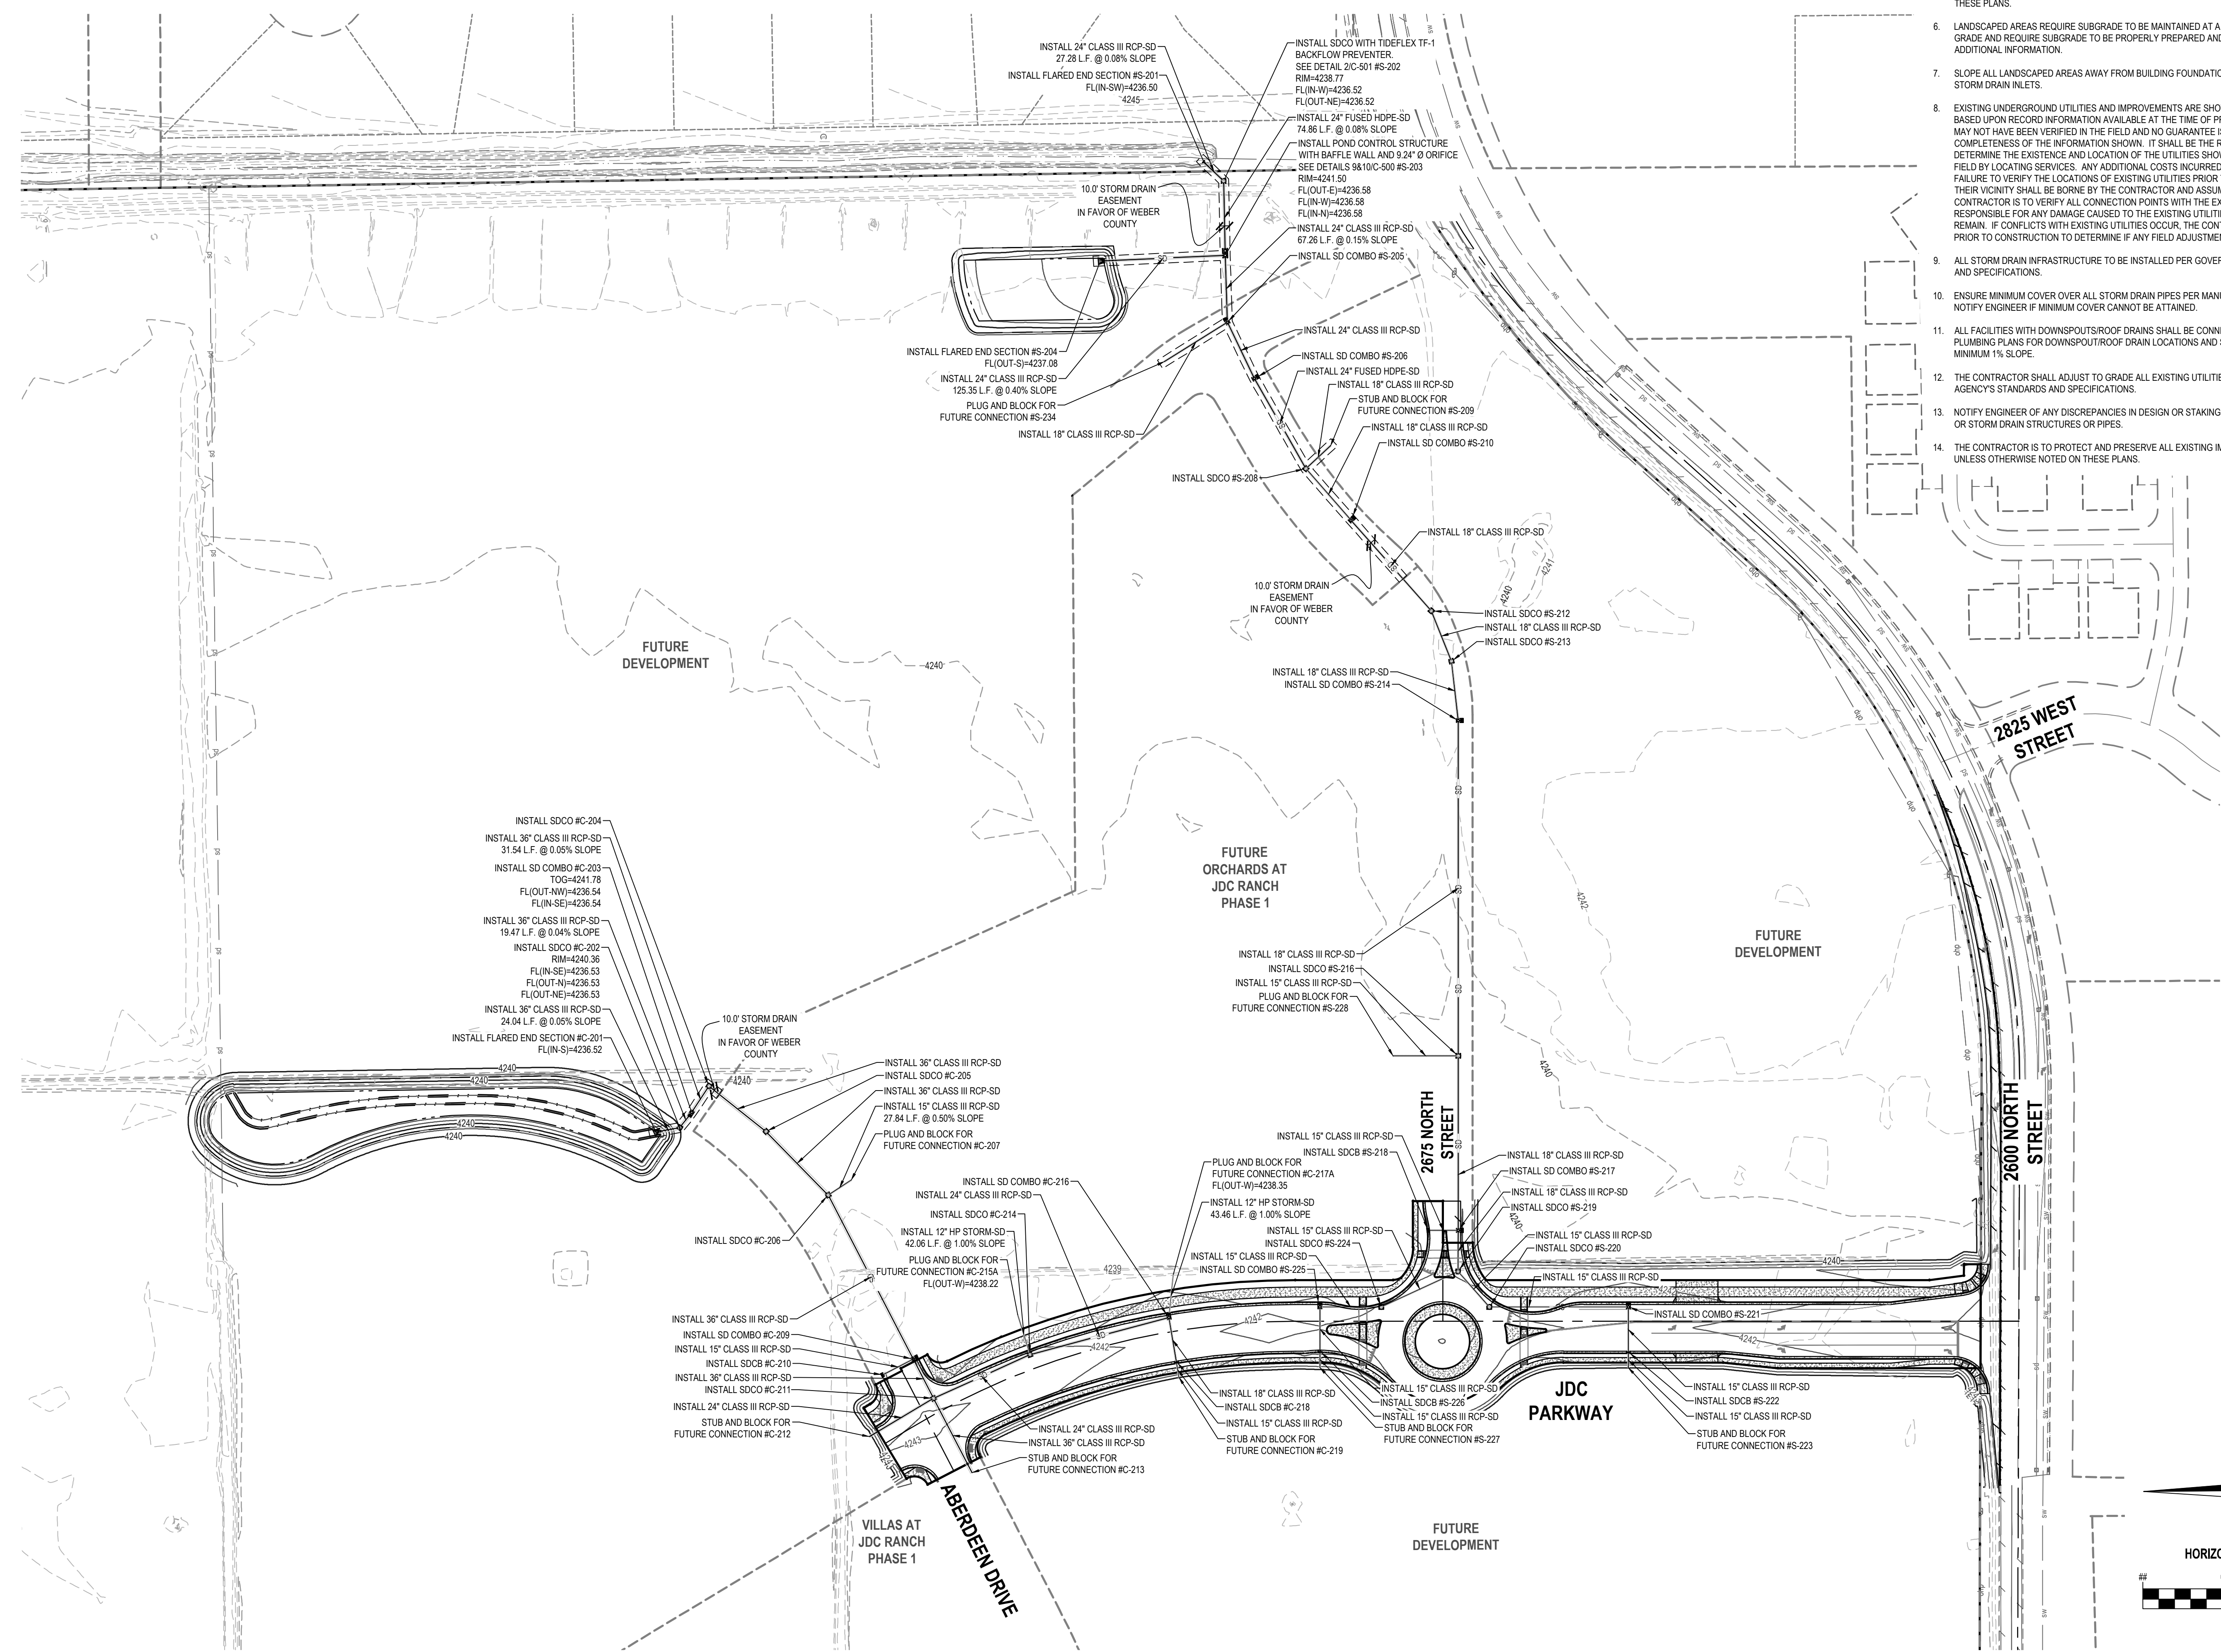 INSTALL 24" CLASS III RCP-SD
27.28 L.F. @ 0.08% SLOPE
INSTALL FLARED END SECTION #S-201
FL(IN-SW)=4236.50
4245
INSTALL SDCO WITH TIDEFLEX TF-1
BACKFLOW PREVENTER.
SEE DETAIL 2/C-501 #S-202
RIM=4238.77
FL(IN-W)=4236.52
FL(OUT-NE)=4236.52
INSTALL 24" FUSED HDPE-SD
74.86 L.F. @ 0.08% SLOPE
INSTALL POND CONTROL STRUCTURE
WITH BAFFLE WALL AND 9.24" Ø ORIFICE
SEE DETAILS 9&10/C-500 #S-203
RIM=4241.50
FL(OUT-E)=4236.58
FL(IN-W)=4236.58
FL(IN-N)=4236.58
INSTALL 24" CLASS III RCP-SD
67.26 L.F. @ 0.15% SLOPE
INSTALL SD COMBO #S-205
10.0' STORM DRAIN
EASEMENT
IN FAVOR OF WEBER
COUNTY
SD
INSTALL FLARED END SECTION #S-204
FL(OUT-S)=4237.08
INSTALL 24" CLASS III RCP-SD
125.35 L.F. @ 0.40% SLOPE
PLUG AND BLOCK FOR
FUTURE CONNECTION #S-234
INSTALL 18" CLASS III RCP-SD
INSTALL 24" CLASS III RCP-SD
INSTALL SD COMBO #S-206
INSTALL 24" FUSED HDPE-SD
INSTALL 18" CLASS III RCP-SD
STUB AND BLOCK FOR
FUTURE CONNECTION #S-209
INSTALL 18" CLASS III RCP-SD
INSTALL SD COMBO #S-210
INSTALL SDCO #S-208
INSTALL 18" CLASS III RCP-SD
10.0' STORM DRAIN
EASEMENT
IN FAVOR OF WEBER
COUNTY
4240
4241
INSTALL SDCO #S-212
INSTALL 18" CLASS III RCP-SD
INSTALL SDCO #S-213
INSTALL 18" CLASS III RCP-SD
INSTALL SD COMBO #S-214
THESE PLANS.
6. LANDSCAPED AREAS REQUIRE SUBGRADE TO BE MAINTAINED AT A
GRADE AND REQUIRE SUBGRADE TO BE PROPERLY PREPARED AND
ADDITIONAL INFORMATION.
7. SLOPE ALL LANDSCAPED AREAS AWAY FROM BUILDING FOUNDATIO
STORM DRAIN INLETS.
8. EXISTING UNDERGROUND UTILITIES AND IMPROVEMENTS ARE SHO
BASED UPON RECORD INFORMATION AVAILABLE AT THE TIME OF PR
MAY NOT HAVE BEEN VERIFIED IN THE FIELD AND NO GUARANTEE IS
COMPLETENESS OF THE INFORMATION SHOWN. IT SHALL BE THE R
DETERMINE THE EXISTENCE AND LOCATION OF THE UTILITIES SHOW
FIELD BY LOCATING SERVICES. ANY ADDITIONAL COSTS INCURRED
FAILURE TO VERIFY THE LOCATIONS OF EXISTING UTILITIES PRIOR
THEIR VICINITY SHALL BE BORNE BY THE CONTRACTOR AND ASSUM
CONTRACTOR IS TO VERIFY ALL CONNECTION POINTS WITH THE EX
RESPONSIBLE FOR ANY DAMAGE CAUSED TO THE EXISTING UTILITI
REMAIN. IF CONFLICTS WITH EXISTING UTILITIES OCCUR, THE CONT
PRIOR TO CONSTRUCTION TO DETERMINE IF ANY FIELD ADJUSTMEN
9. ALL STORM DRAIN INFRASTRUCTURE TO BE INSTALLED PER GOVER
AND SPECIFICATIONS.
10. ENSURE MINIMUM COVER OVER ALL STORM DRAIN PIPES PER MANU
NOTIFY ENGINEER IF MINIMUM COVER CANNOT BE ATTAINED.
11. ALL FACILITIES WITH DOWNSPOUTS/ROOF DRAINS SHALL BE CONNE
PLUMBING PLANS FOR DOWNSPOUT/ROOF DRAIN LOCATIONS AND S
MINIMUM 1% SLOPE.
12. THE CONTRACTOR SHALL ADJUST TO GRADE ALL EXISTING UTILITIE
AGENCY'S STANDARDS AND SPECIFICATIONS.
13. NOTIFY ENGINEER OF ANY DISCREPANCIES IN DESIGN OR STAKING
OR STORM DRAIN STRUCTURES OR PIPES.
14. THE CONTRACTOR IS TO PROTECT AND PRESERVE ALL EXISTING IM
UNLESS OTHERWISE NOTED ON THESE PLANS.
2825 WEST
STREET
FUTURE
DEVELOPMENT
4240
FUTURE
ORCHARDS AT
JDC RANCH
PHASE 1
4242
FUTURE
DEVELOPMENT
INSTALL SDCO #C-204
INSTALL 36" CLASS III RCP-SD
31.54 L.F. @ 0.05% SLOPE
INSTALL SD COMBO #C-203
TOG=4241.78
FL(OUT-NW)=4236.54
FL(IN-SE)=4236.54
INSTALL 36" CLASS III RCP-SD
19.47 L.F. @ 0.04% SLOPE
INSTALL SDCO #C-202
RIM=4240.36
FL(IN-SE)=4236.53
FL(OUT-N)=4236.53
FL(OUT-NE)=4236.53
INSTALL 36" CLASS III RCP-SD
24.04 L.F. @ 0.05% SLOPE
INSTALL FLARED END SECTION #C-201
FL(IN-S)=4236.52
10.0' STORM DRAIN
EASEMENT
IN FAVOR OF WEBER
COUNTY
4240
4240
4240
4240
4240
INSTALL 36" CLASS III RCP-SD
INSTALL SDCO #C-205
INSTALL 36" CLASS III RCP-SD
INSTALL 15" CLASS III RCP-SD
27.84 L.F. @ 0.50% SLOPE
PLUG AND BLOCK FOR
FUTURE CONNECTION #C-207
INSTALL SDCO #C-206
INSTALL 18" CLASS III RCP-SD
INSTALL SDCO #S-216
INSTALL 15" CLASS III RCP-SD
PLUG AND BLOCK FOR
FUTURE CONNECTION #S-228
SD
SD
SD
SD
4240
2675 NORTH
STREET
2600 NORTH
STREET
INSTALL SD COMBO #C-216
INSTALL 24" CLASS III RCP-SD
INSTALL SDCO #C-214
INSTALL 12" HP STORM-SD
42.06 L.F. @ 1.00% SLOPE
PLUG AND BLOCK FOR
FUTURE CONNECTION #C-215A
FL(OUT-W)=4238.22
4239
INSTALL 15" CLASS III RCP-SD
INSTALL SDCB #S-218
PLUG AND BLOCK FOR
FUTURE CONNECTION #C-217A
FL(OUT-W)=4238.35
INSTALL 12" HP STORM-SD
43.46 L.F. @ 1.00% SLOPE
INSTALL 15" CLASS III RCP-SD
INSTALL SDCO #S-224
INSTALL 15" CLASS III RCP-SD
INSTALL SD COMBO #S-225
INSTALL 18" CLASS III RCP-SD
INSTALL SD COMBO #S-217
INSTALL 18" CLASS III RCP-SD
INSTALL SDCO #S-219
4240
INSTALL 15" CLASS III RCP-SD
INSTALL SDCO #S-220
INSTALL 15" CLASS III RCP-SD
4240
INSTALL SD COMBO #S-221
4242
4242
4242
INSTALL 36" CLASS III RCP-SD
INSTALL SD COMBO #C-209
INSTALL 15" CLASS III RCP-SD
INSTALL SDCB #C-210
INSTALL 36" CLASS III RCP-SD
INSTALL SDCO #C-211
INSTALL 24" CLASS III RCP-SD
STUB AND BLOCK FOR
FUTURE CONNECTION #C-212
4243
INSTALL 24" CLASS III RCP-SD
INSTALL 36" CLASS III RCP-SD
STUB AND BLOCK FOR
FUTURE CONNECTION #C-213
INSTALL 18" CLASS III RCP-SD
INSTALL SDCB #C-218
INSTALL 15" CLASS III RCP-SD
STUB AND BLOCK FOR
FUTURE CONNECTION #C-219
INSTALL 15" CLASS III RCP-SD
INSTALL SDCB #S-226
INSTALL 15" CLASS III RCP-SD
STUB AND BLOCK FOR
FUTURE CONNECTION #S-227
JDC
PARKWAY
INSTALL 15" CLASS III RCP-SD
INSTALL SDCB #S-222
INSTALL 15" CLASS III RCP-SD
STUB AND BLOCK FOR
FUTURE CONNECTION #S-223
ABERDEEN DRIVE
VILLAS AT
JDC RANCH
PHASE 1
FUTURE
DEVELOPMENT
HORIZO
##